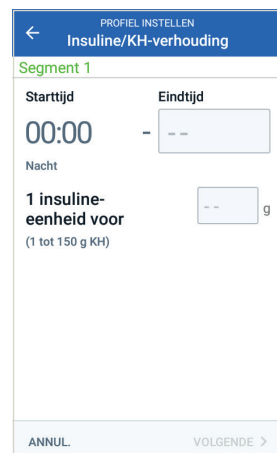 PROFIEL INSTELLEN
Insuline/KH-verhouding
Segment 1
Starttijd Eindtijd
00:00 - - -
Nacht
1 insuline-
eenheid voor - - g
(1 tot 150 g KH)
ANNUL. VOLGENDE